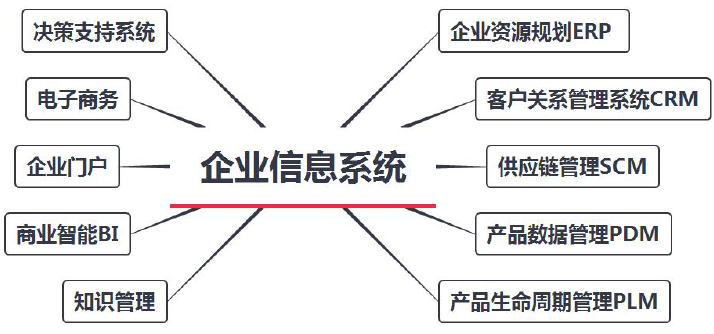 决策支持系统
企业资源规划ERP
电子商务
客户关系管理系统CRM
企业门户
企业信息系统
供应链管理SCM
商业智能BI
产品数据管理PDM
知识管理
产品生命周期管理PLM